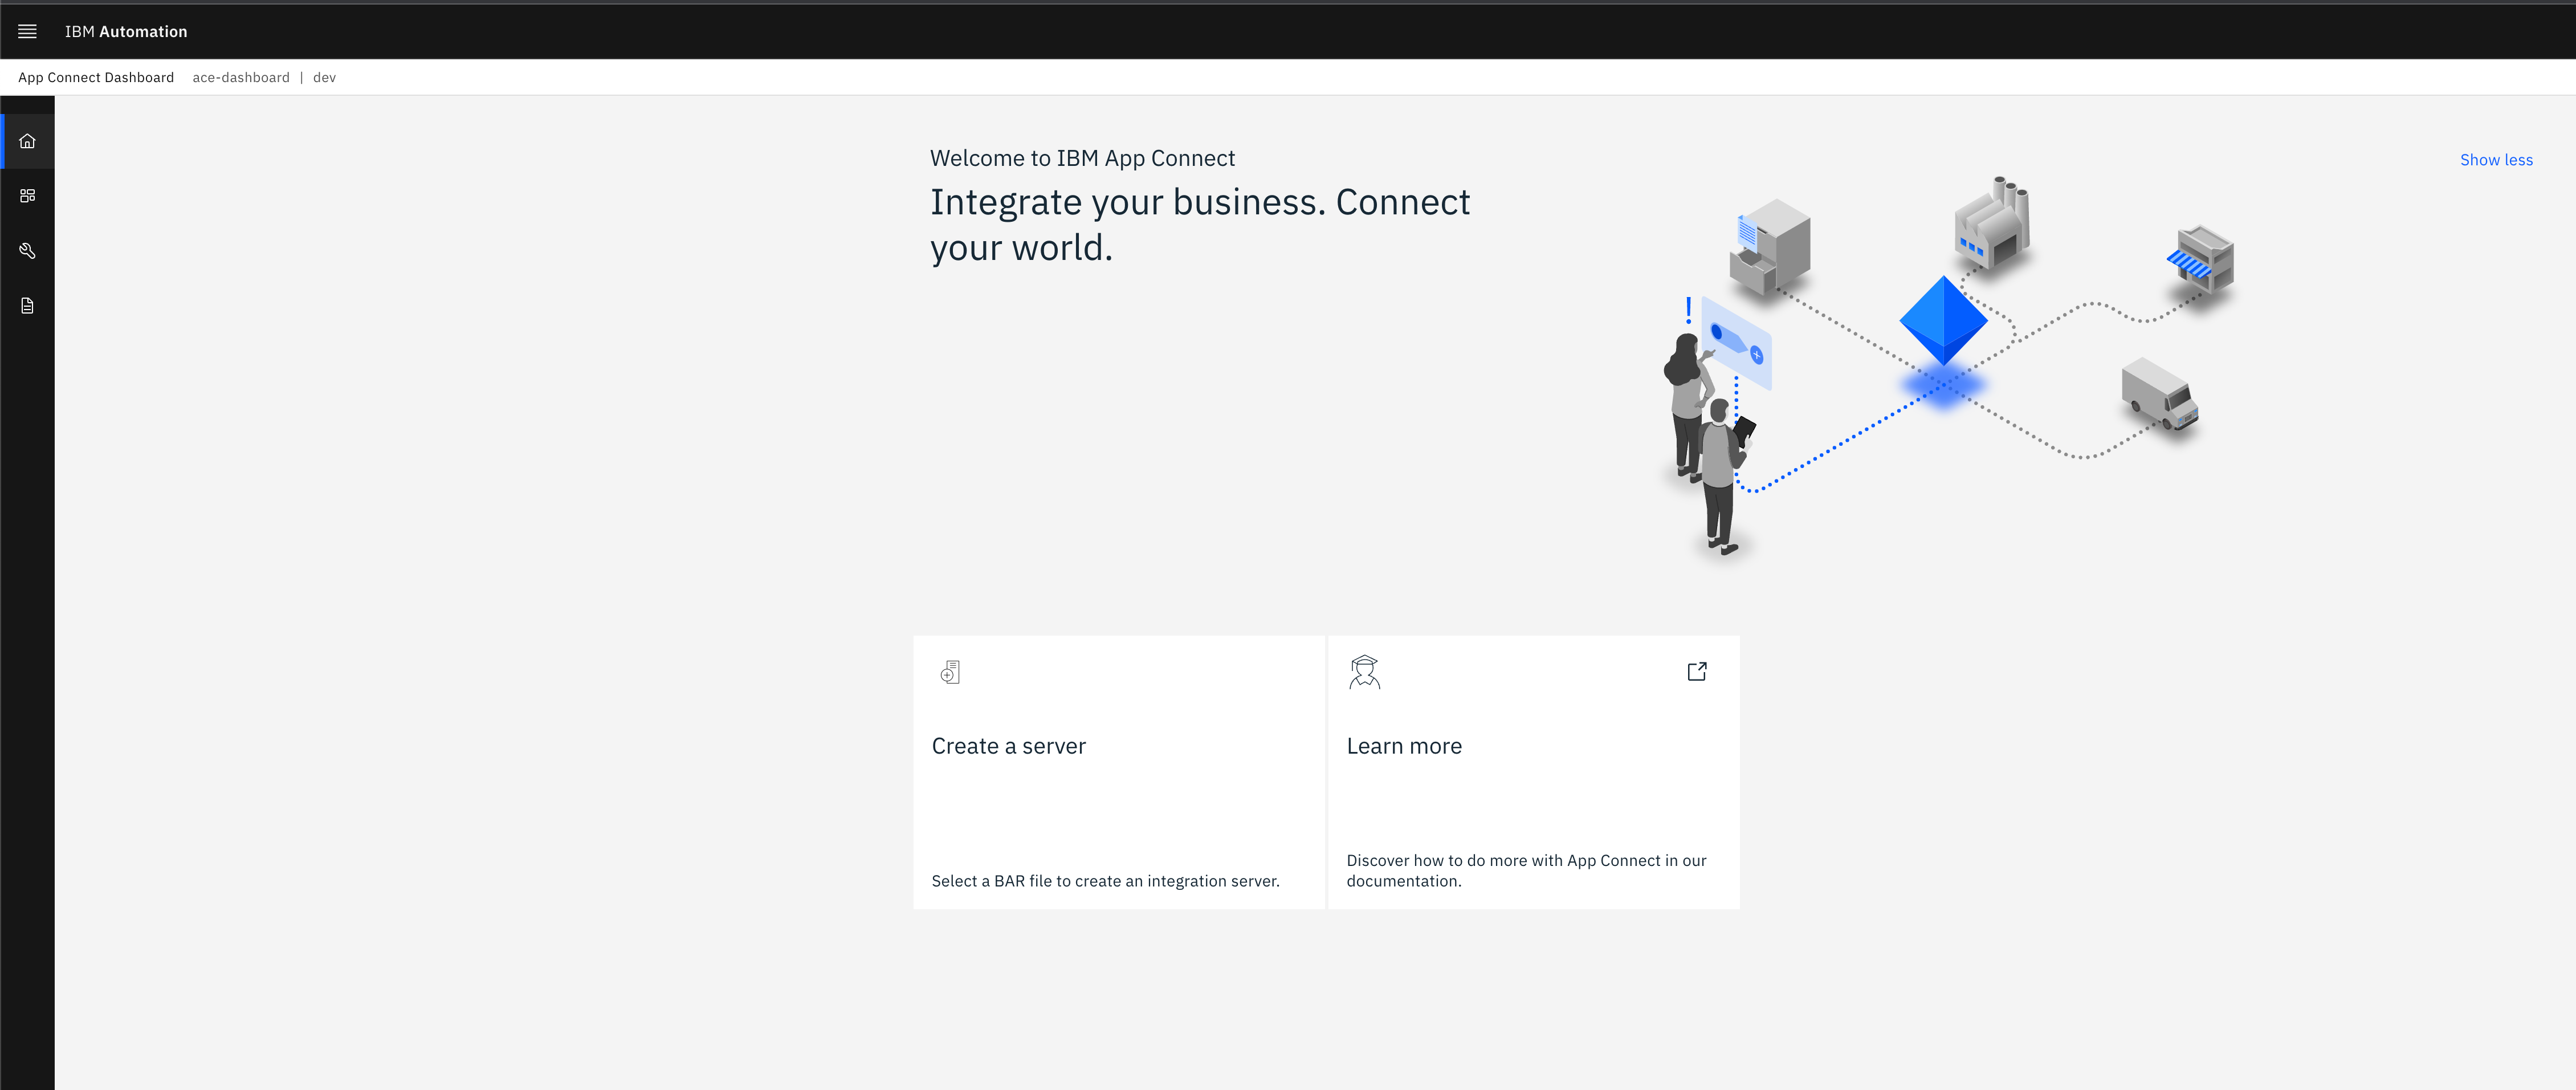 IBM Automation
App Connect Dashboard ace-dashboard | dev
Welcome to IBM App Connect
Show less
Integrate your business. Connect
your world.
Create a server
Select a BAR file to create an integration server.
Learn more
Discover how to do more with App Connect in our
documentation.